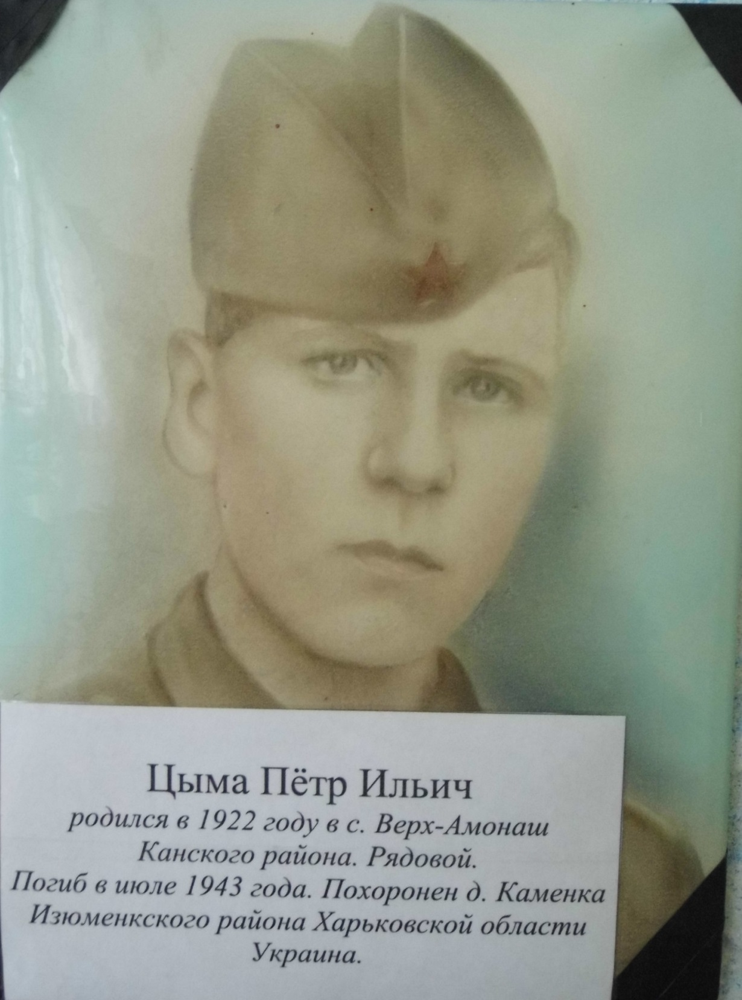 Цыма Пётр Ильич
родился в 1922 году в с. Верх-Амонаш
Канского района. Рядовой.
Погиб в июле 1943 года. Похоронен д. Каменка
Изюменкского района Харьковской области
Украина.